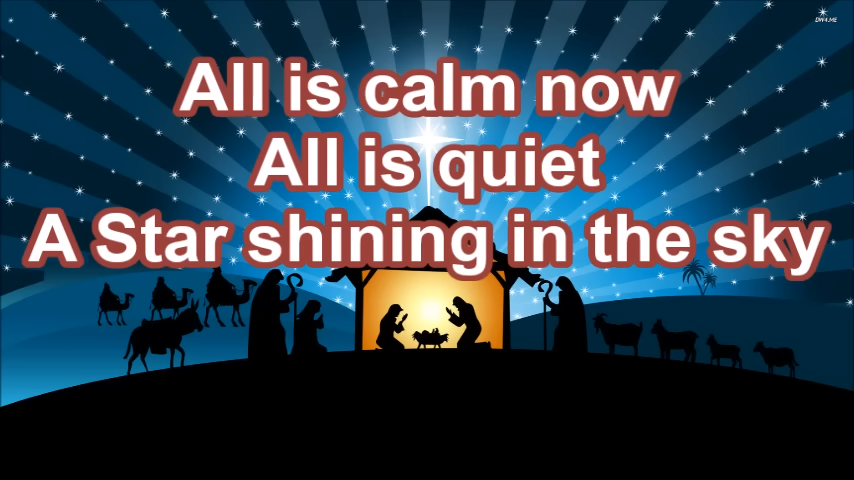 All is calm now
All is quiet
A Star shining in the sky